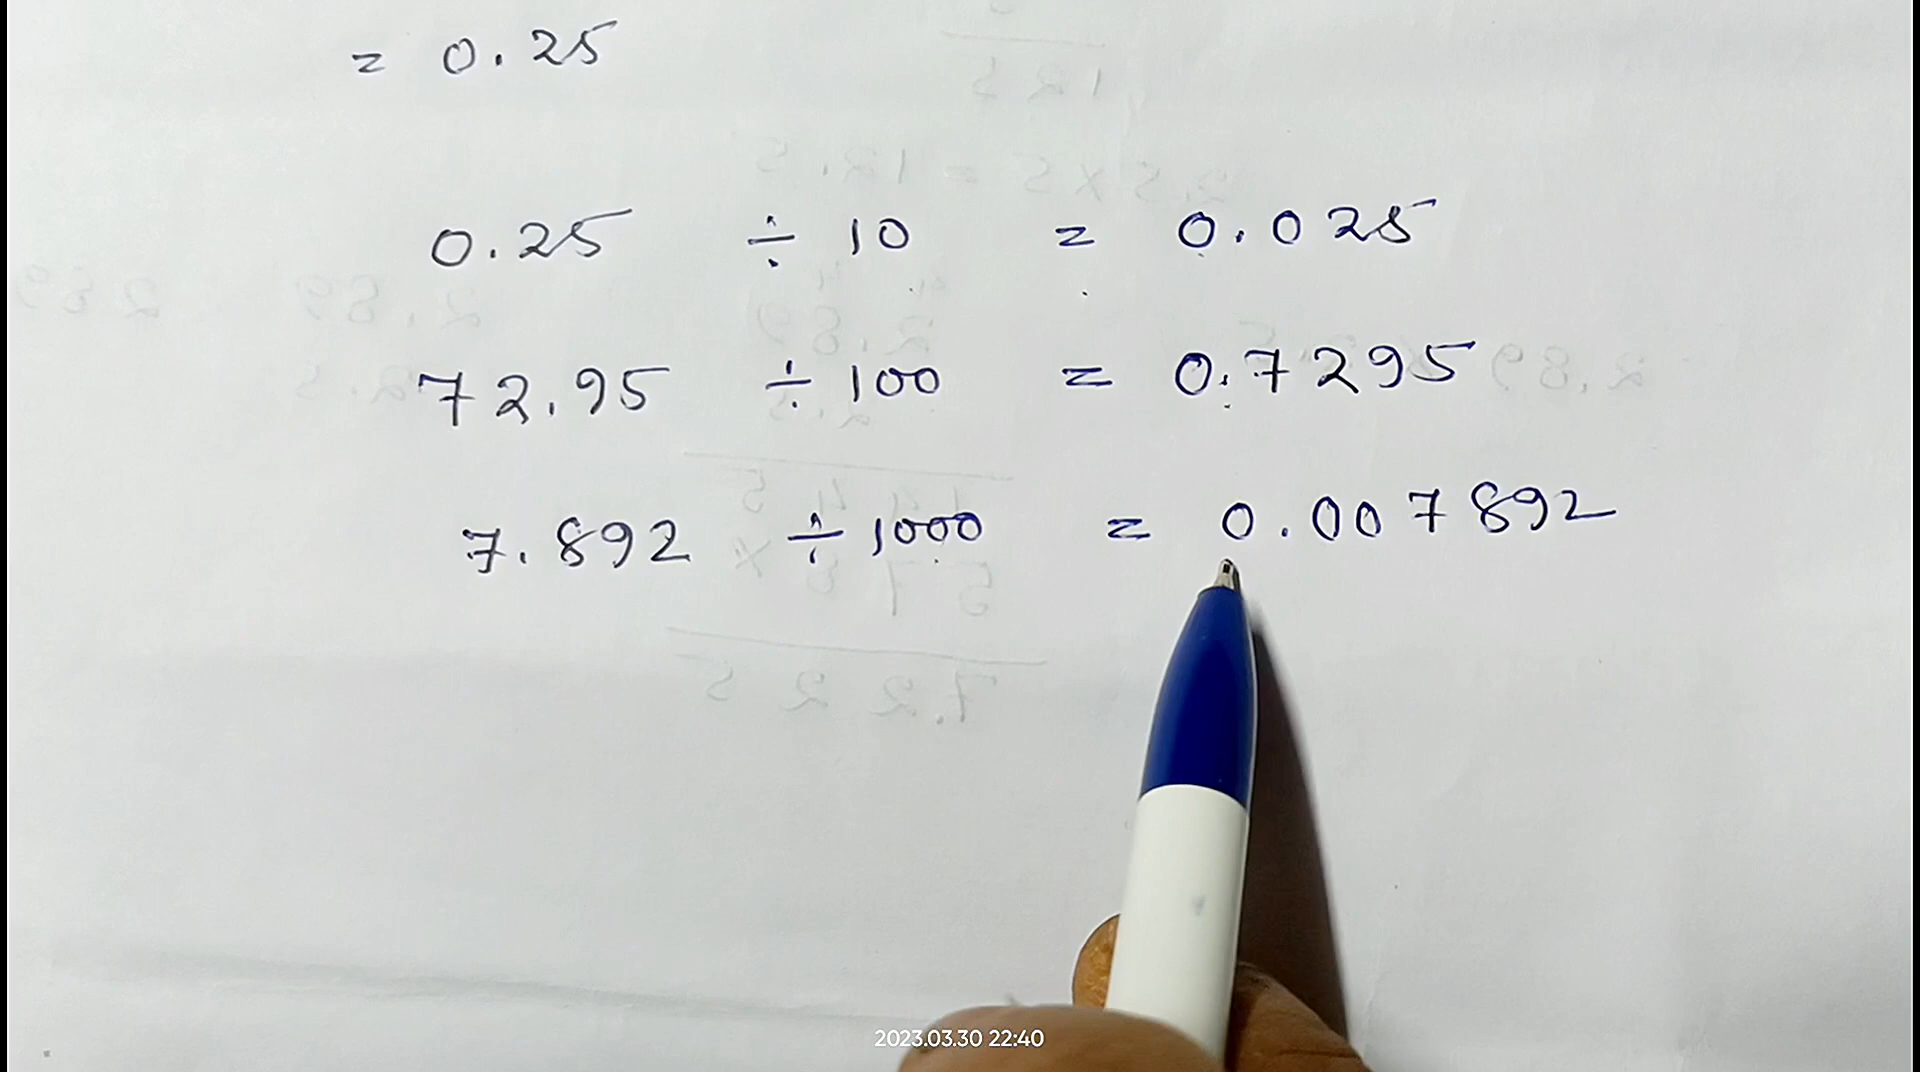 = 0.25
0.25 ÷ 10 = 0.025
72.95 ÷ 100 = 0.7295
7.892 ÷ 1000 = 0.007892
2023.03.30 22:40